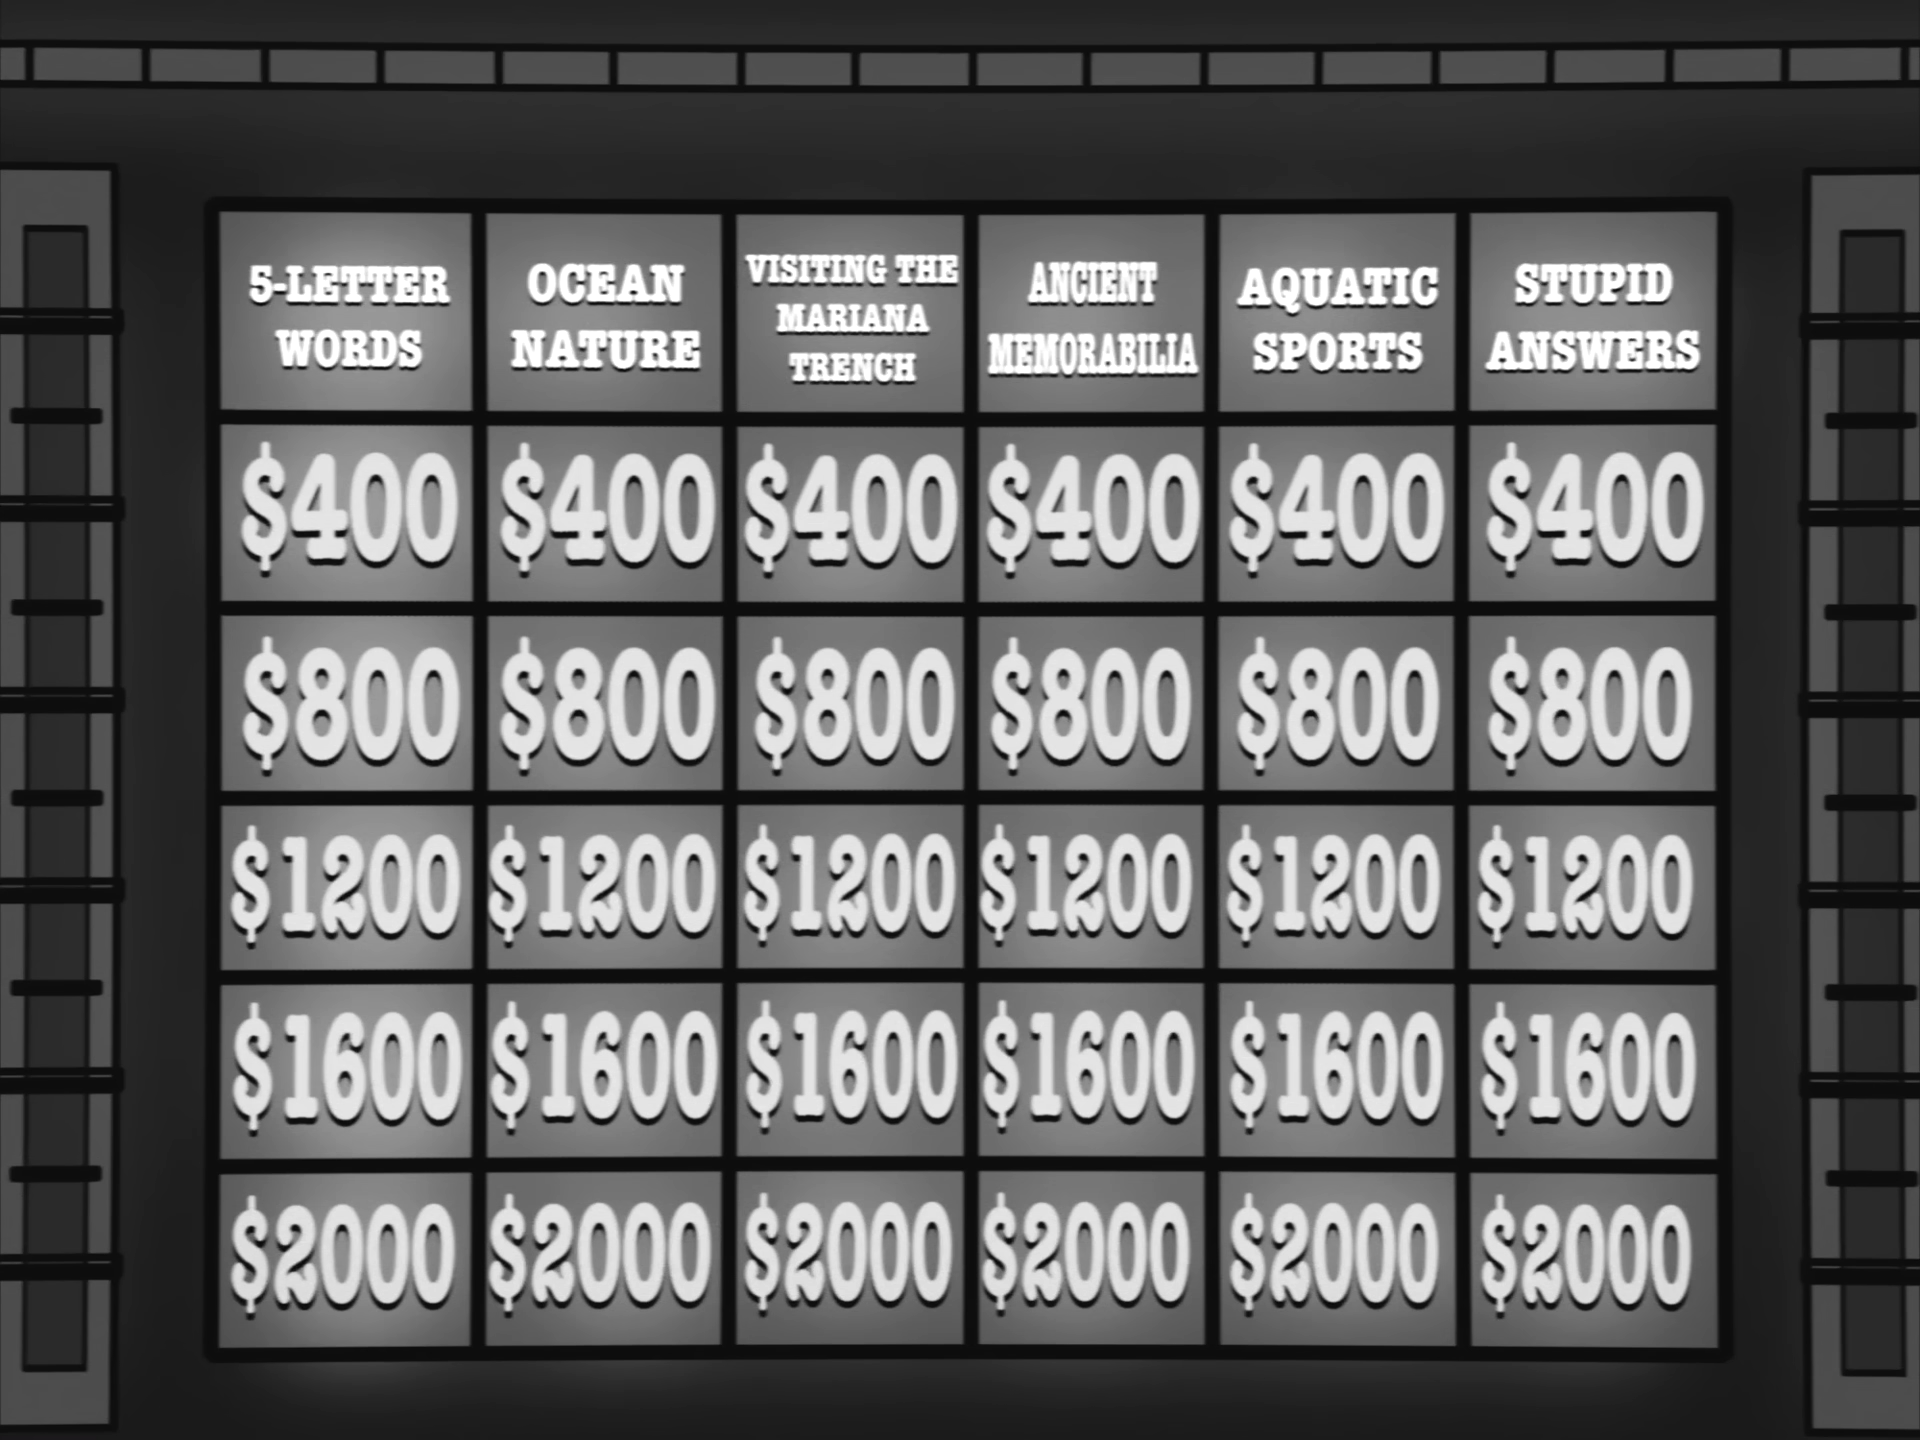 5-LETTER
WORDS
OCEAN
NATURE
VISITING THE
MARIANA
TRENCH
ANCIENT
MEMORABILIA
AQUATIC
SPORTS
STUPID
ANSWERS
$400 $400 $400 $400 $400 $400
$800 $800 $800 $800 $800 $800
$1200 $1200 $1200 $1200 $1200 $1200
$1600 $1600 $1600 $1600 $1600 $1600
$2000 $2000 $2000 $2000 $2000 $2000